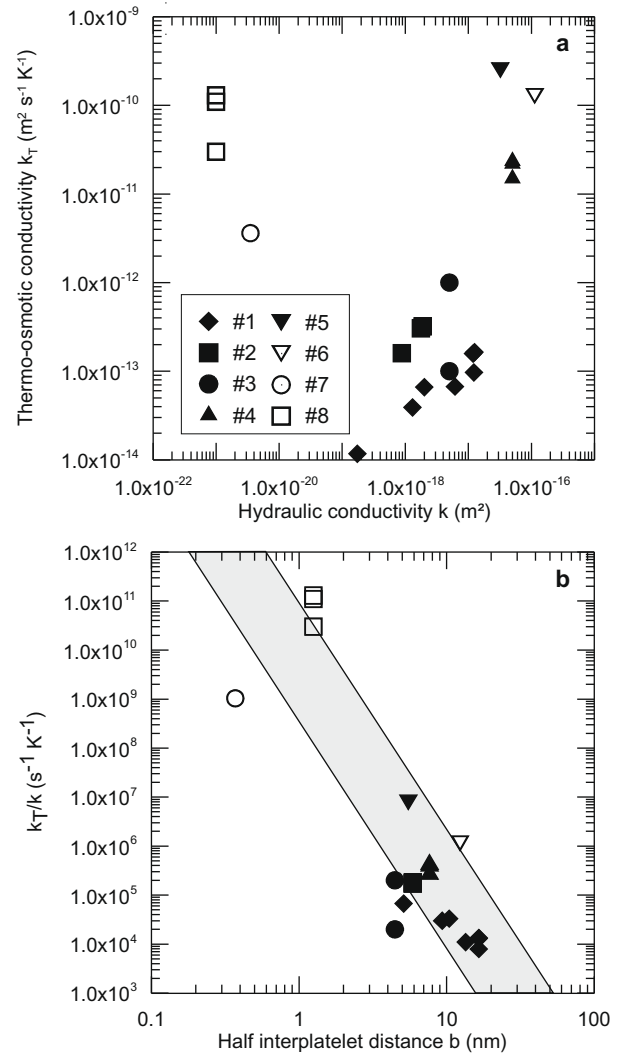 1.0x10⁻⁹
a
1.0x10⁻¹⁰
1.0x10⁻¹¹
1.0x10⁻¹²
1.0x10⁻¹³
1.0x10⁻¹⁴
Thermo-osmotic conductivity k_T (m² s⁻¹ K⁻¹)
#1 #5
#2 #6
#3 #7
#4 #8
1.0x10⁻²² 1.0x10⁻²⁰ 1.0x10⁻¹⁸ 1.0x10⁻¹⁶
Hydraulic conductivity k (m²)
1.0x10¹²
b
1.0x10¹¹
1.0x10¹⁰
1.0x10⁹
1.0x10⁸
1.0x10⁷
1.0x10⁶
1.0x10⁵
1.0x10⁴
1.0x10³
k_T/k (s⁻¹ K⁻¹)
0.1 1 10 100
Half interplatelet distance b (nm)